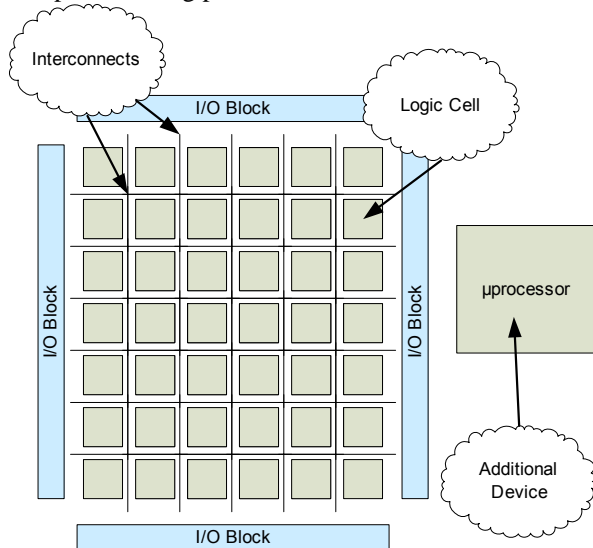 Interconnects
I/O Block
Logic Cell
I/O Block
I/O Block
µprocessor
Additional
Device
I/O Block